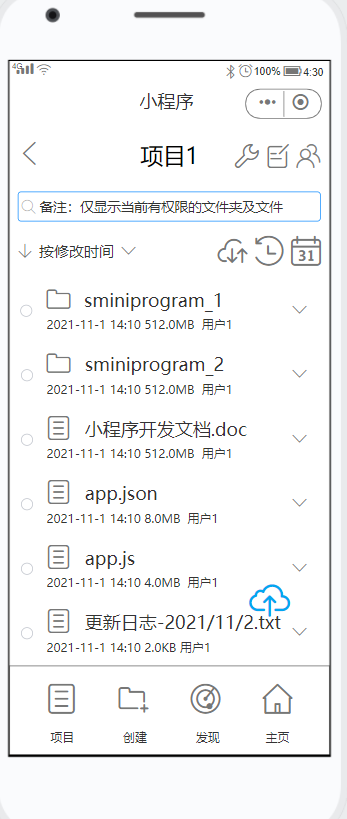 4G 100% 4:30
小程序
项目1
备注：仅显示当前有权限的文件夹及文件
按修改时间 31
sminiprogram_1
2021-11-1 14:10 512.0MB 用户1
sminiprogram_2
2021-11-1 14:10 512.0MB 用户1
小程序开发文档.doc
2021-11-1 14:10 512.0MB 用户1
app.json
2021-11-1 14:10 8.0MB 用户1
app.js
2021-11-1 14:10 4.0MB 用户1
更新日志-2021/11/2.txt
2021-11-1 14:10 2.0KB 用户1
项目 创建 发现 主页